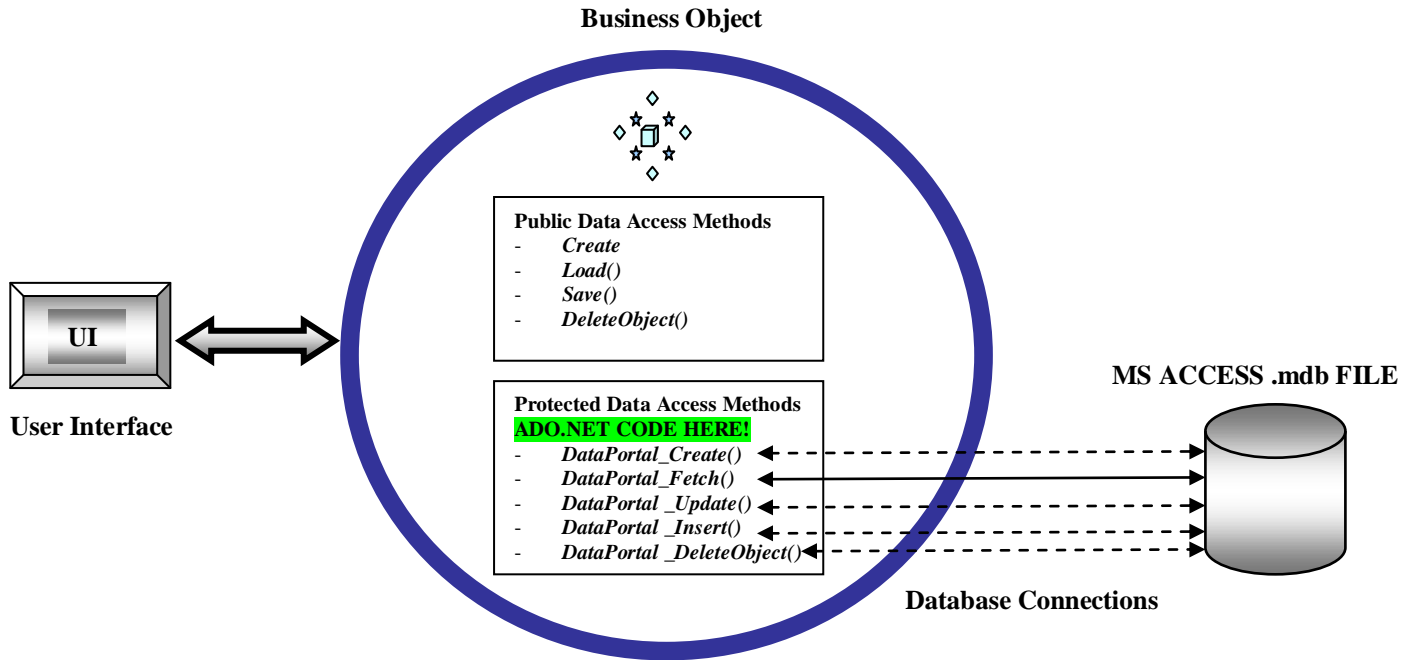 Business Object
Public Data Access Methods
- Create
- Load()
- Save()
- DeleteObject()
UI
User Interface
MS ACCESS .mdb FILE
Protected Data Access Methods
ADO.NET CODE HERE!
- DataPortal_Create()
- DataPortal_Fetch()
- DataPortal _Update()
- DataPortal _Insert()
- DataPortal _DeleteObject()
Database Connections